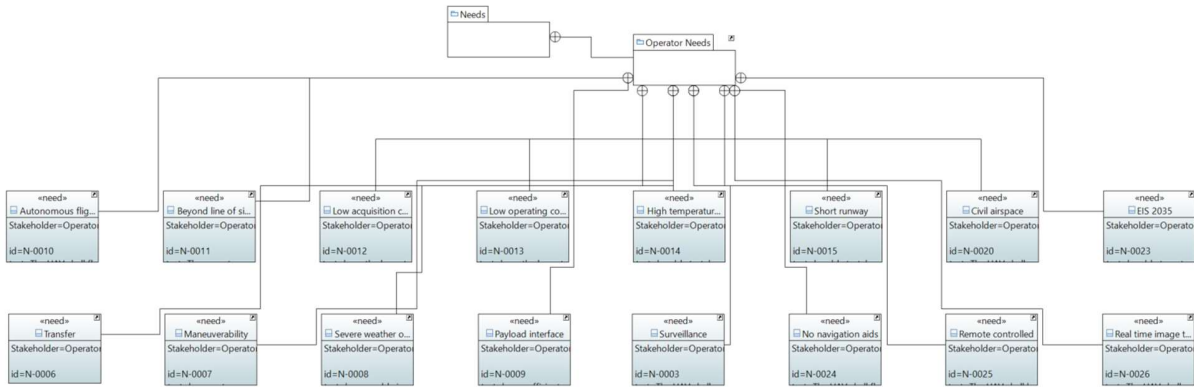 Needs
Operator Needs
«need»
Autonomous flig...
Stakeholder=Operator
id=N-0010
«need»
Beyond line of si...
Stakeholder=Operator
id=N-0011
«need»
Low acquisition c...
Stakeholder=Operator
id=N-0012
«need»
Low operating co...
Stakeholder=Operator
id=N-0013
«need»
High temperatur...
Stakeholder=Operator
id=N-0014
«need»
Short runway
Stakeholder=Operator
id=N-0015
«need»
Civil airspace
Stakeholder=Operator
id=N-0020
«need»
EIS 2035
Stakeholder=Operator
id=N-0023
«need»
Transfer
Stakeholder=Operator
id=N-0006
«need»
Maneuverability
Stakeholder=Operator
id=N-0007
«need»
Severe weather o...
Stakeholder=Operator
id=N-0008
«need»
Payload interface
Stakeholder=Operator
id=N-0009
«need»
Surveillance
Stakeholder=Operator
id=N-0003
«need»
No navigation aids
Stakeholder=Operator
id=N-0024
«need»
Remote controlled
Stakeholder=Operator
id=N-0025
«need»
Real time image t...
Stakeholder=Operator
id=N-0026